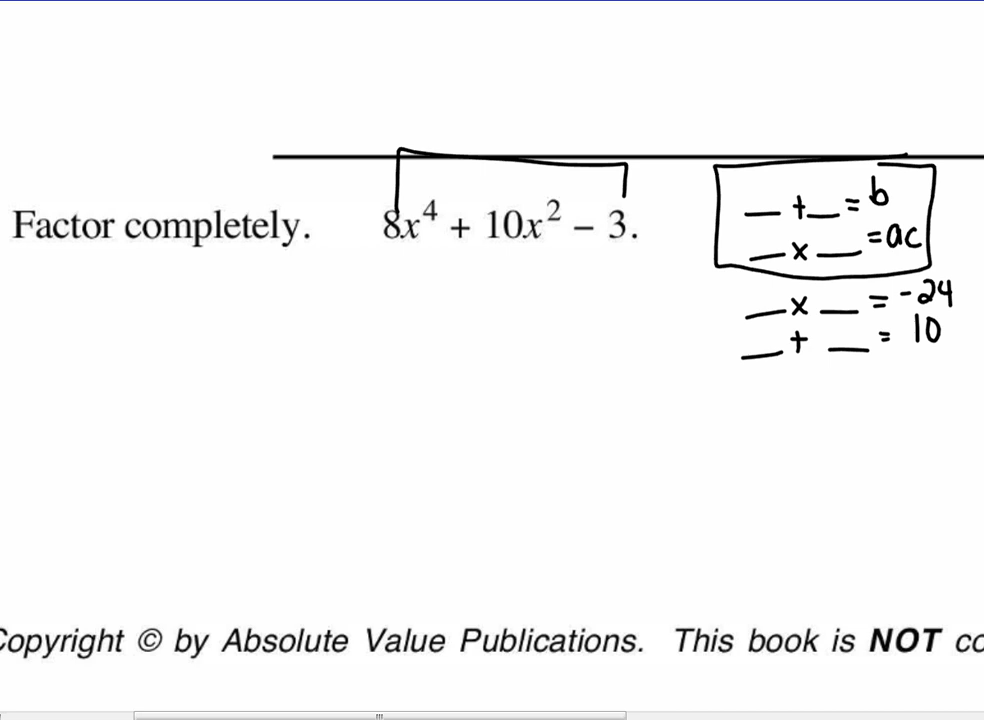 __ + __ = b
Factor completely. 8x⁴ + 10x² − 3.
__ x __ = ac
__ x __ = -24
__ + __ = 10
Copyright © by Absolute Value Publications. This book is NOT co